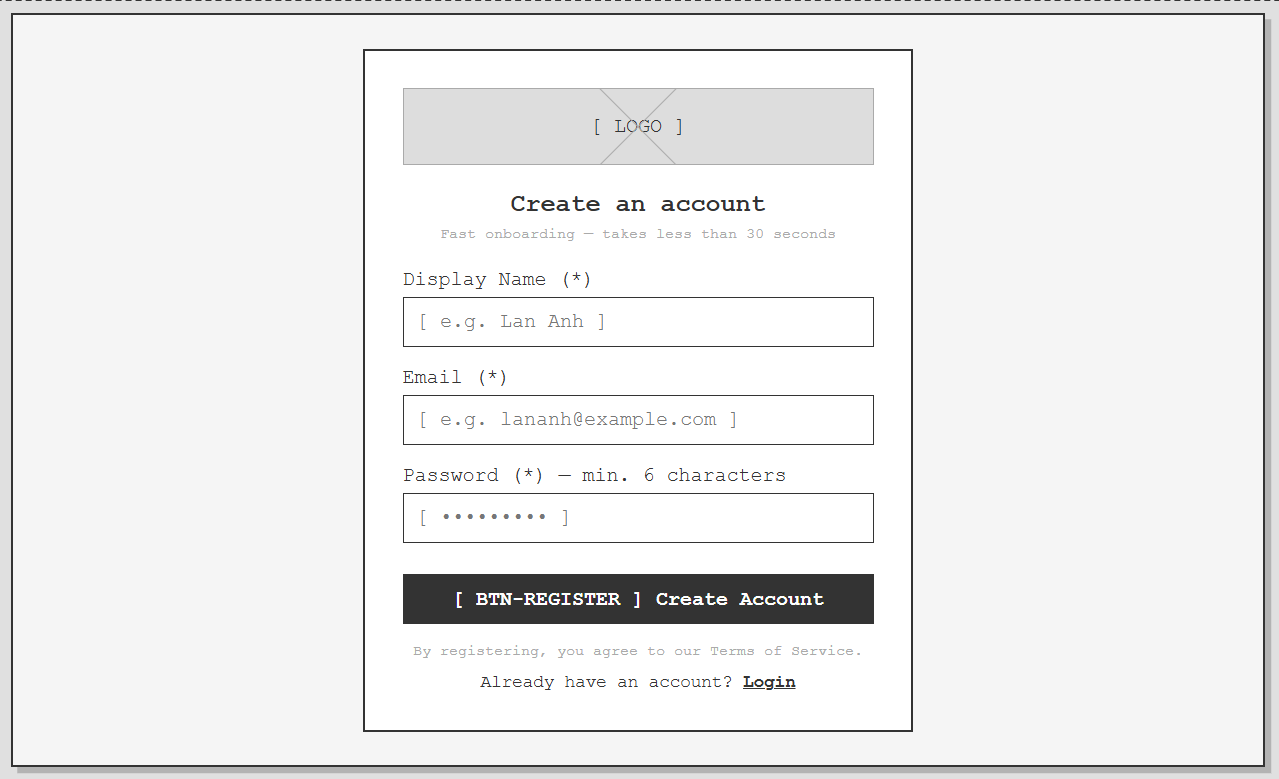 [ LOGO ]
Create an account
Fast onboarding — takes less than 30 seconds
Display Name (*)
[ e.g. Lan Anh ]
Email (*)
[ e.g. lananh@example.com ]
Password (*) — min. 6 characters
[ ••••••••• ]
[ BTN-REGISTER ] Create Account
By registering, you agree to our Terms of Service.
Already have an account? Login